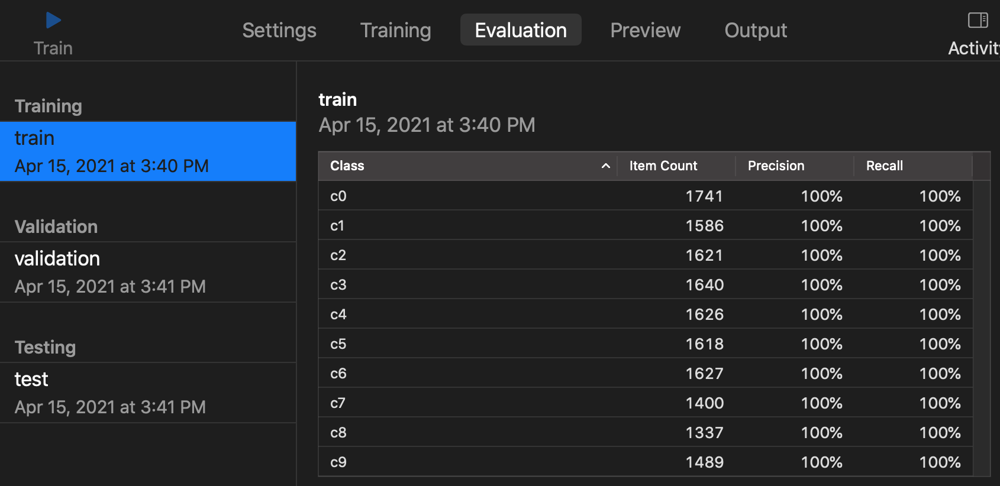 Train
Settings Training Evaluation Preview Output
Activity
Training
train
Apr 15, 2021 at 3:40 PM
Validation
validation
Apr 15, 2021 at 3:41 PM
Testing
test
Apr 15, 2021 at 3:41 PM
train
Apr 15, 2021 at 3:40 PM
Class Item Count Precision Recall
c0 1741 100% 100%
c1 1586 100% 100%
c2 1621 100% 100%
c3 1640 100% 100%
c4 1626 100% 100%
c5 1618 100% 100%
c6 1627 100% 100%
c7 1400 100% 100%
c8 1337 100% 100%
c9 1489 100% 100%